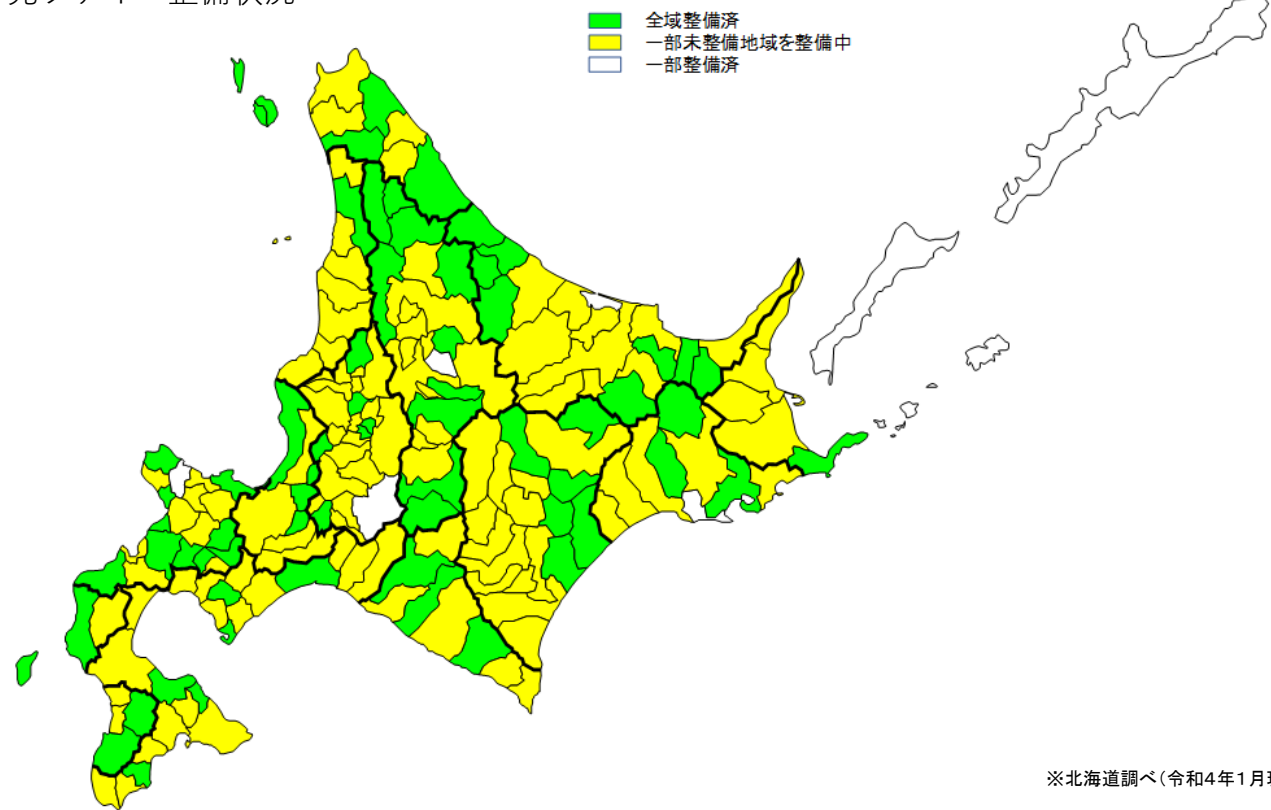 全域整備済
一部未整備地域を整備中
一部整備済
※北海道調べ(令和4年1月